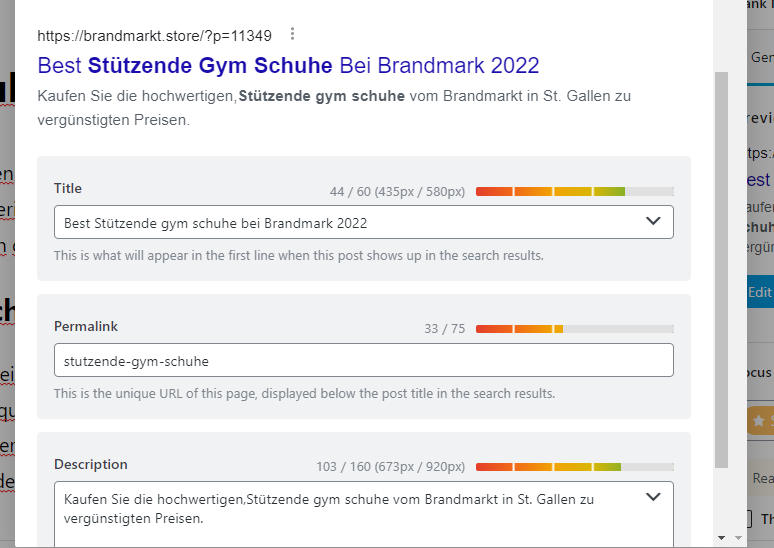 https://brandmarkt.store/?p=11349
Best Stützende Gym Schuhe Bei Brandmark 2022
Kaufen Sie die hochwertigen,Stützende gym schuhe vom Brandmarkt in St. Gallen zu
vergünstigten Preisen.
Title
44 / 60 (435px / 580px)
Best Stützende gym schuhe bei Brandmark 2022
This is what will appear in the first line when this post shows up in the search results.
Permalink
33 / 75
stutzende-gym-schuhe
This is the unique URL of this page, displayed below the post title in the search results.
Description
103 / 160 (673px / 920px)
Kaufen Sie die hochwertigen,Stützende gym schuhe vom Brandmarkt in St. Gallen zu
vergünstigten Preisen.
Edit